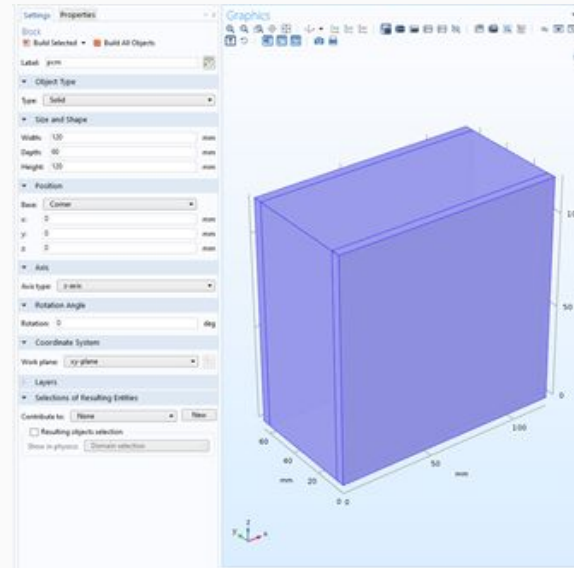 Settings Properties
Block
Build Selected Build All Objects
Label: pcm
Object Type
Type: Solid
Size and Shape
Width: 120 mm
Depth: 60 mm
Height: 120 mm
Position
Base: Corner
x: 0 mm
y: 0 mm
z: 0 mm
Axis
Axis type: z-axis
Rotation Angle
Rotation: 0 deg
Coordinate System
Work plane: xy-plane
Layers
Selections of Resulting Entities
Contribute to: None New
Resulting objects selection
Show in physics: Domain selection
Graphics
50
0
60
40
mm
20
0 0
50
mm
100
y z x